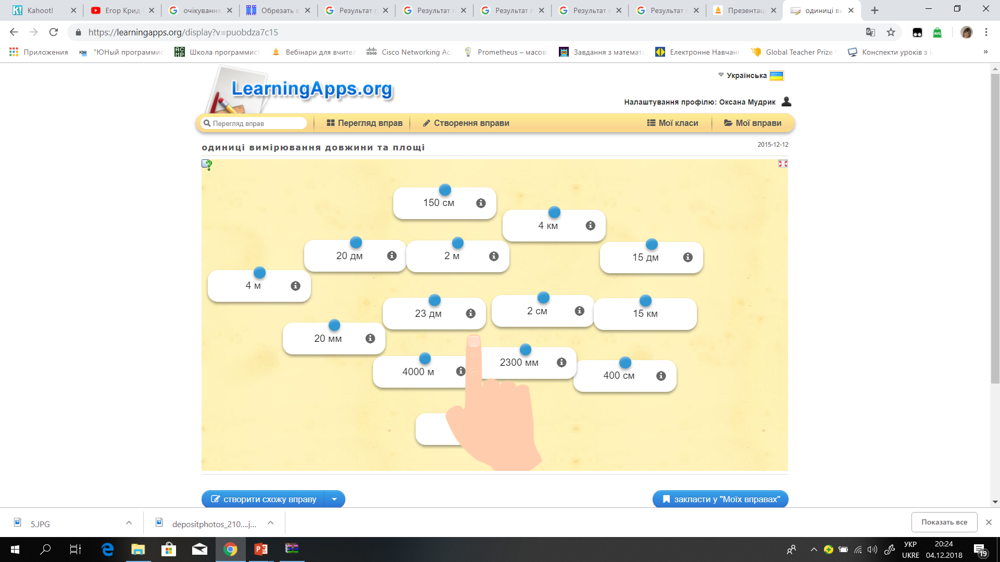 Kahoot!
Егор Крид
очікування
Обрезать в
Результат п
Результат п
Результат п
Результат п
Результат п
Презентац
одиниці ви
https://learningapps.org/display?v=puobdza7c15
Приложения
"ЮНый программис
Школа программист
Вебінари для вчител
Cisco Networking Aca
Prometheus – масові
Завдання з математи
Електронне Навчан
Global Teacher Prize
Конспекти уроків з і
»
LearningApps.org
Українська
Налаштування профілю: Оксана Мудрик
Перегляд вправ
Перегляд вправ
Створення вправи
Мої класи
Мої вправи
одиниці вимірювання довжини та площі
2015-12-12
150 см
4 км
20 дм
2 м
15 дм
4 м
23 дм
2 см
15 км
20 мм
4000 м
2300 мм
400 см
створити схожу вправу
закласти у "Моїх вправах"
5.JPG
depositphotos_210....j...
Показать все
УКР
UKRE
20:24
04.12.2018
19